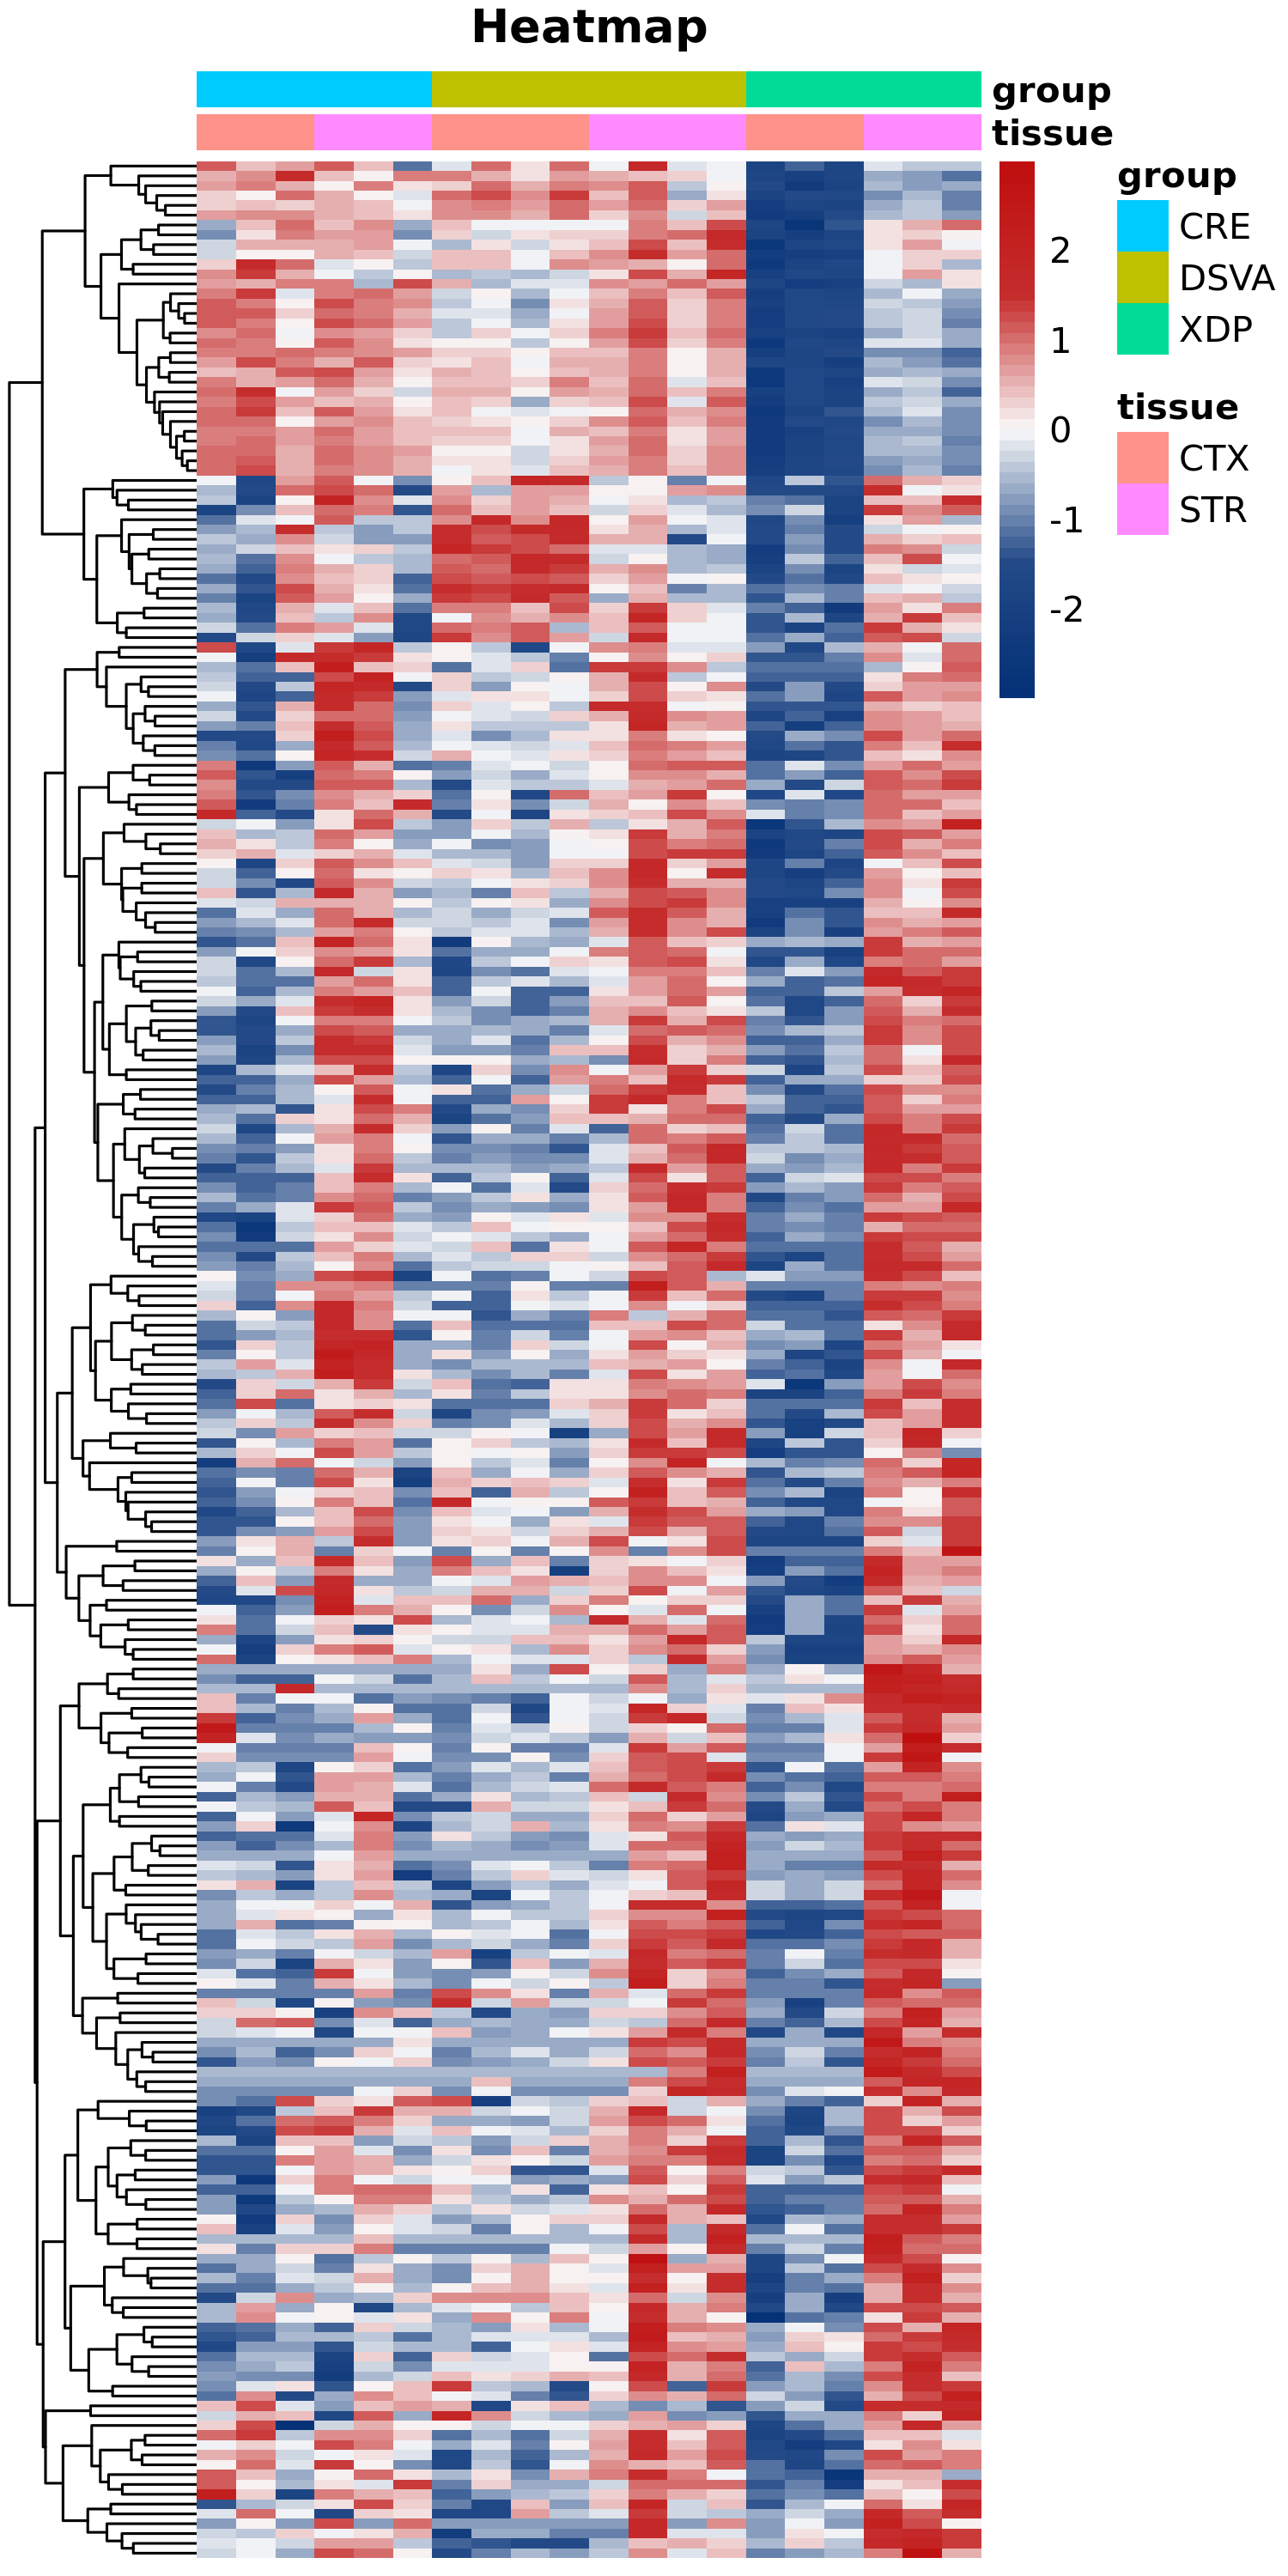 Heatmap
group
tissue
2
1
0
-1
-2
group
CRE
DSVA
XDP
tissue
CTX
STR